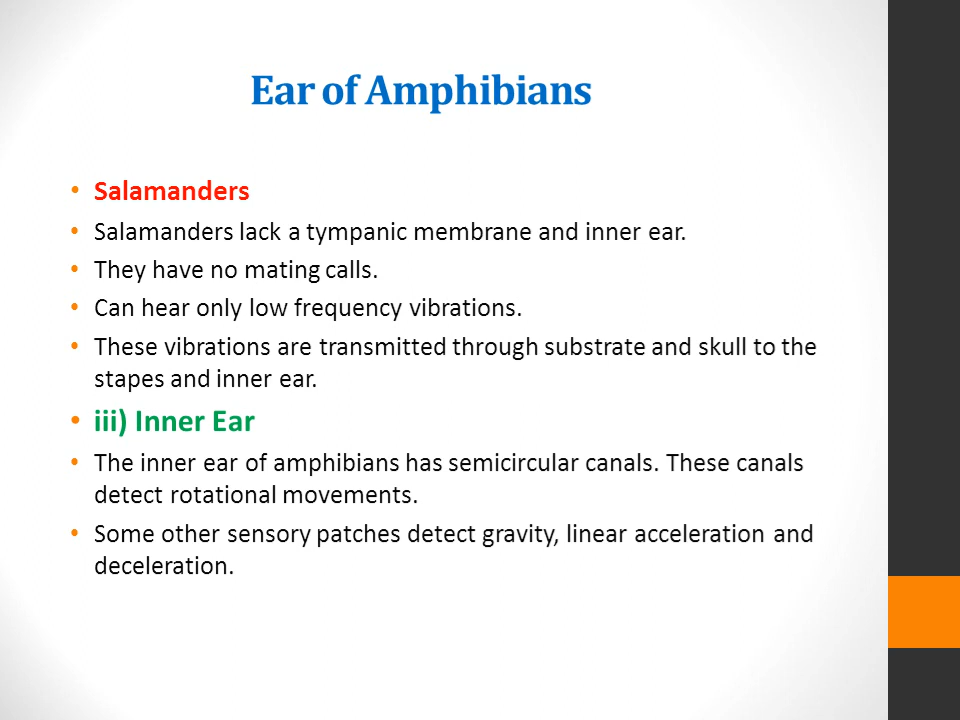 Ear of Amphibians
• Salamanders
• Salamanders lack a tympanic membrane and inner ear.
• They have no mating calls.
• Can hear only low frequency vibrations.
• These vibrations are transmitted through substrate and skull to the
stapes and inner ear.
• iii) Inner Ear
• The inner ear of amphibians has semicircular canals. These canals
detect rotational movements.
• Some other sensory patches detect gravity, linear acceleration and
deceleration.